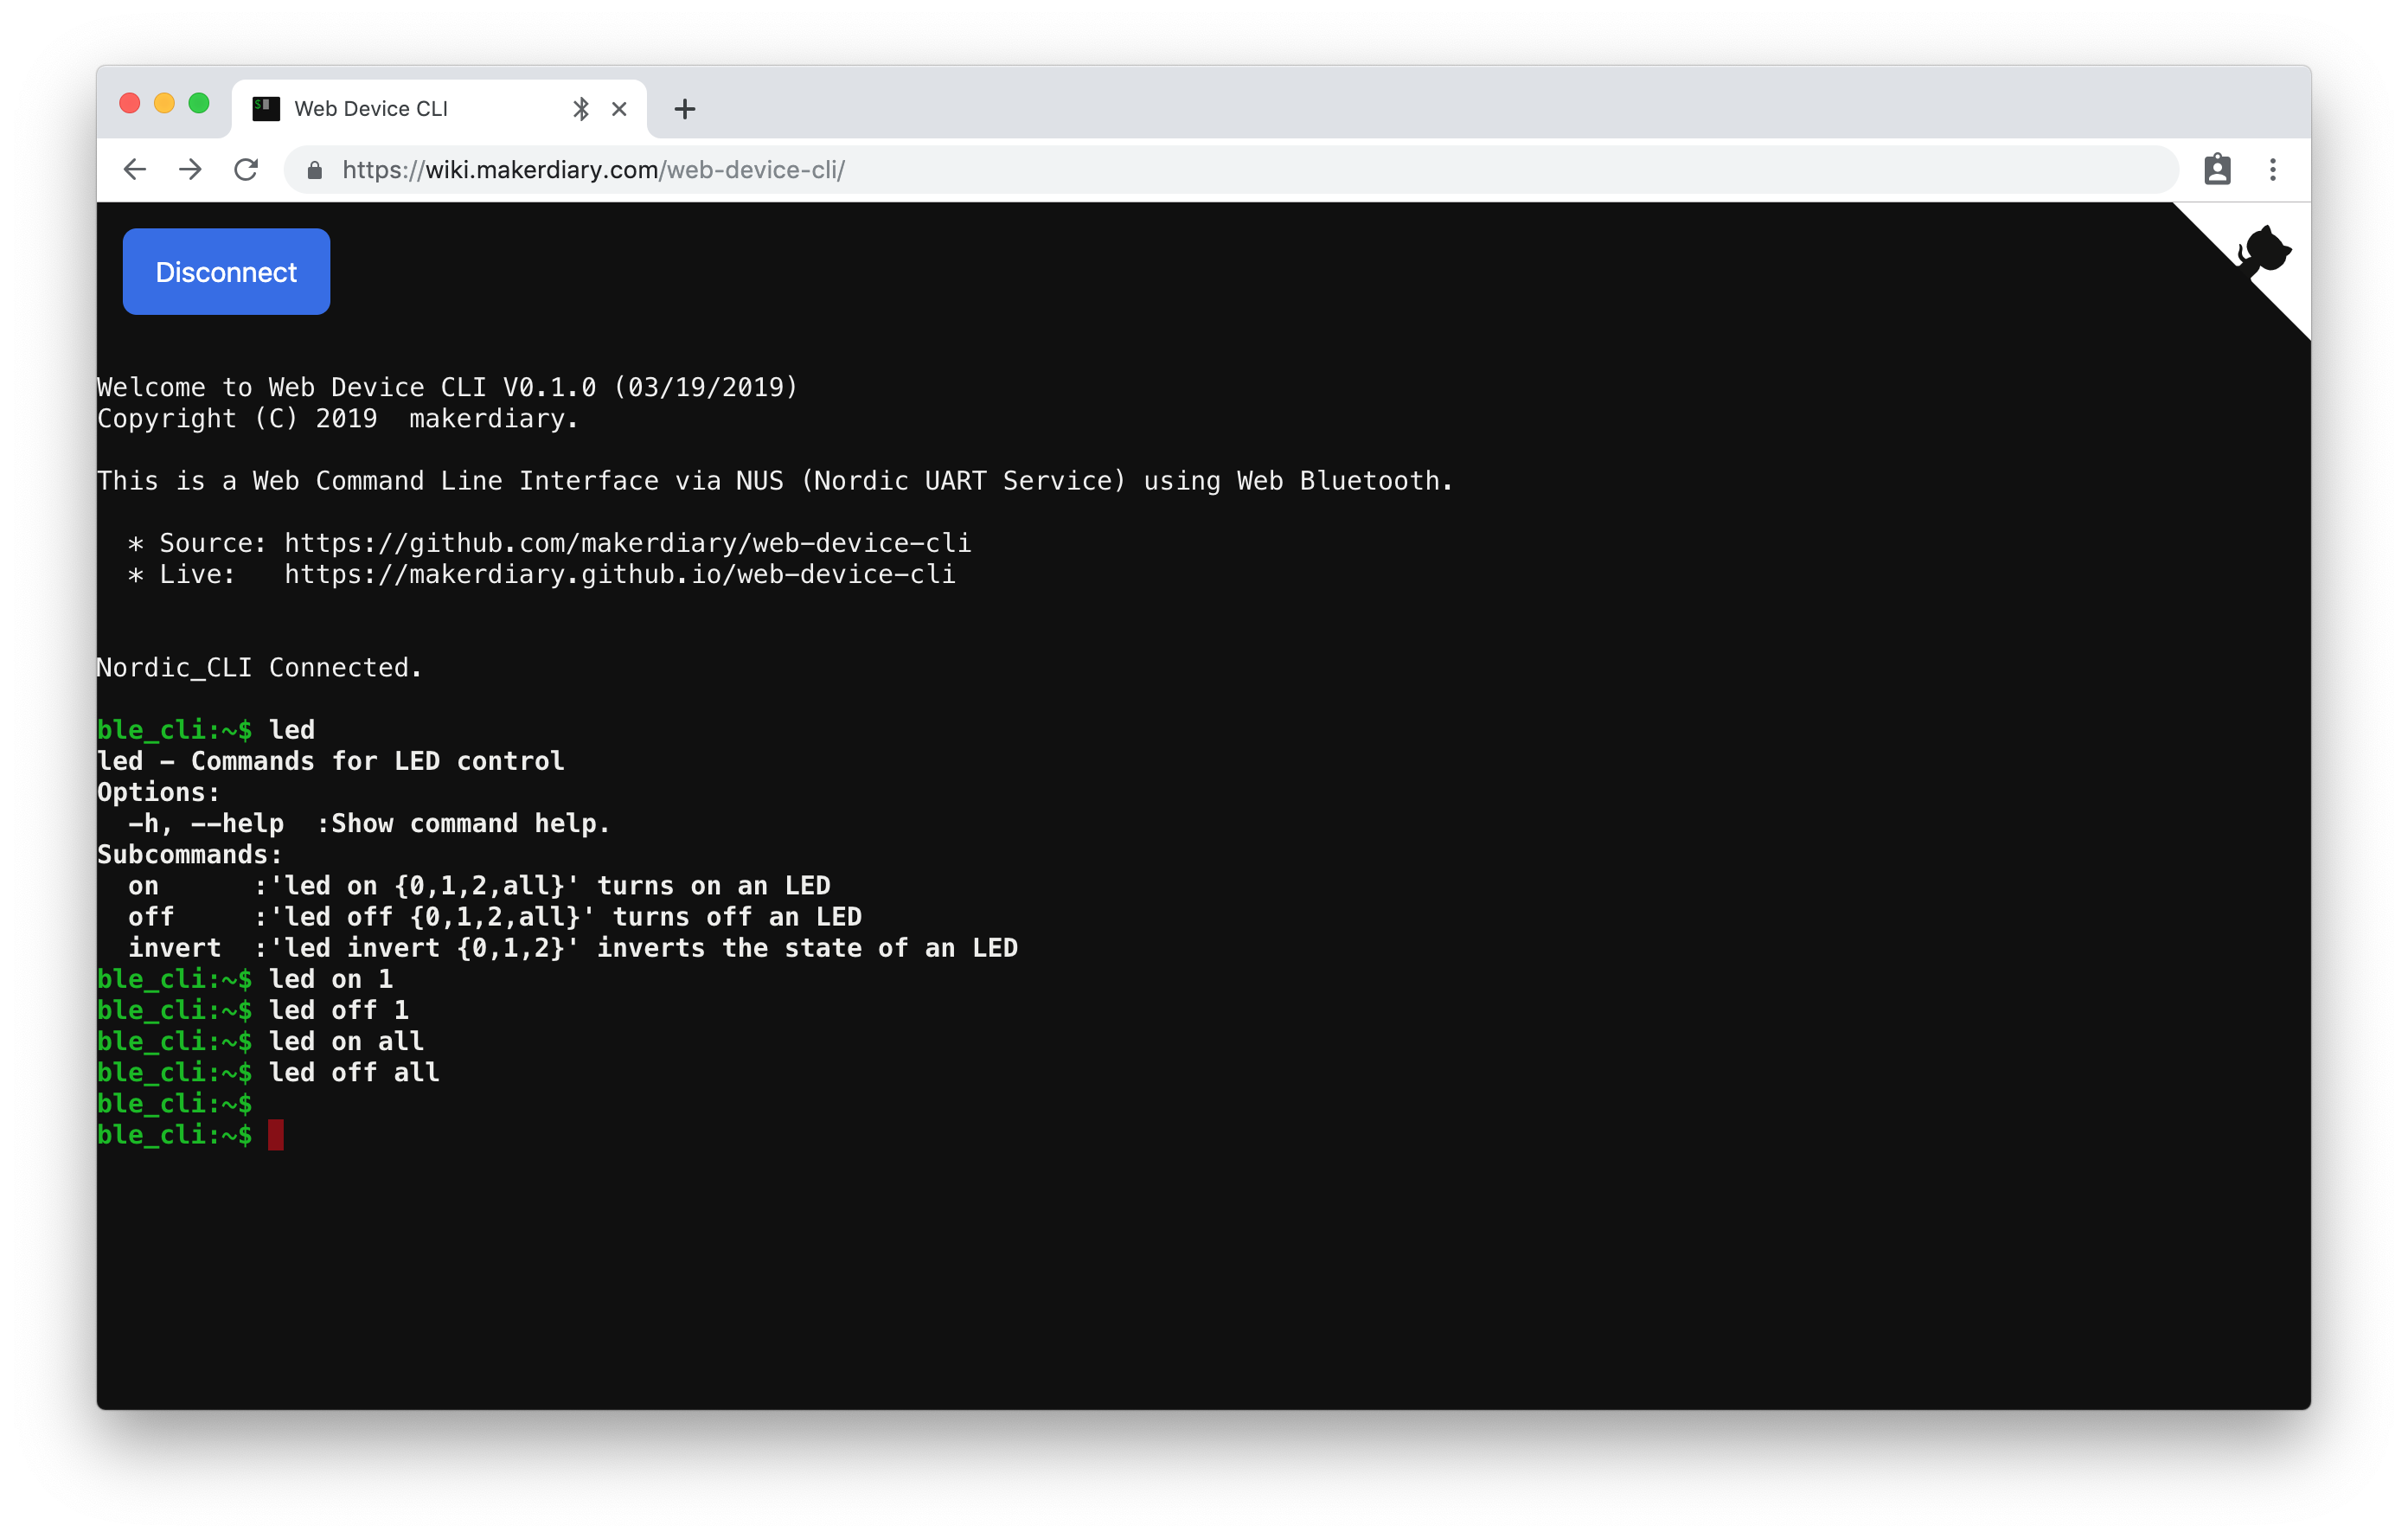 Web Device CLI
https://wiki.makerdiary.com/web-device-cli/
Disconnect
Welcome to Web Device CLI V0.1.0 (03/19/2019)
Copyright (C) 2019  makerdiary.
This is a Web Command Line Interface via NUS (Nordic UART Service) using Web Bluetooth.
  * Source: https://github.com/makerdiary/web-device-cli
  * Live:   https://makerdiary.github.io/web-device-cli
Nordic_CLI Connected.
ble_cli:~$ led
led - Commands for LED control
Options:
  -h, --help  :Show command help.
Subcommands:
  on      :'led on {0,1,2,all}' turns on an LED
  off     :'led off {0,1,2,all}' turns off an LED
  invert  :'led invert {0,1,2}' inverts the state of an LED
ble_cli:~$ led on 1
ble_cli:~$ led off 1
ble_cli:~$ led on all
ble_cli:~$ led off all
ble_cli:~$
ble_cli:~$